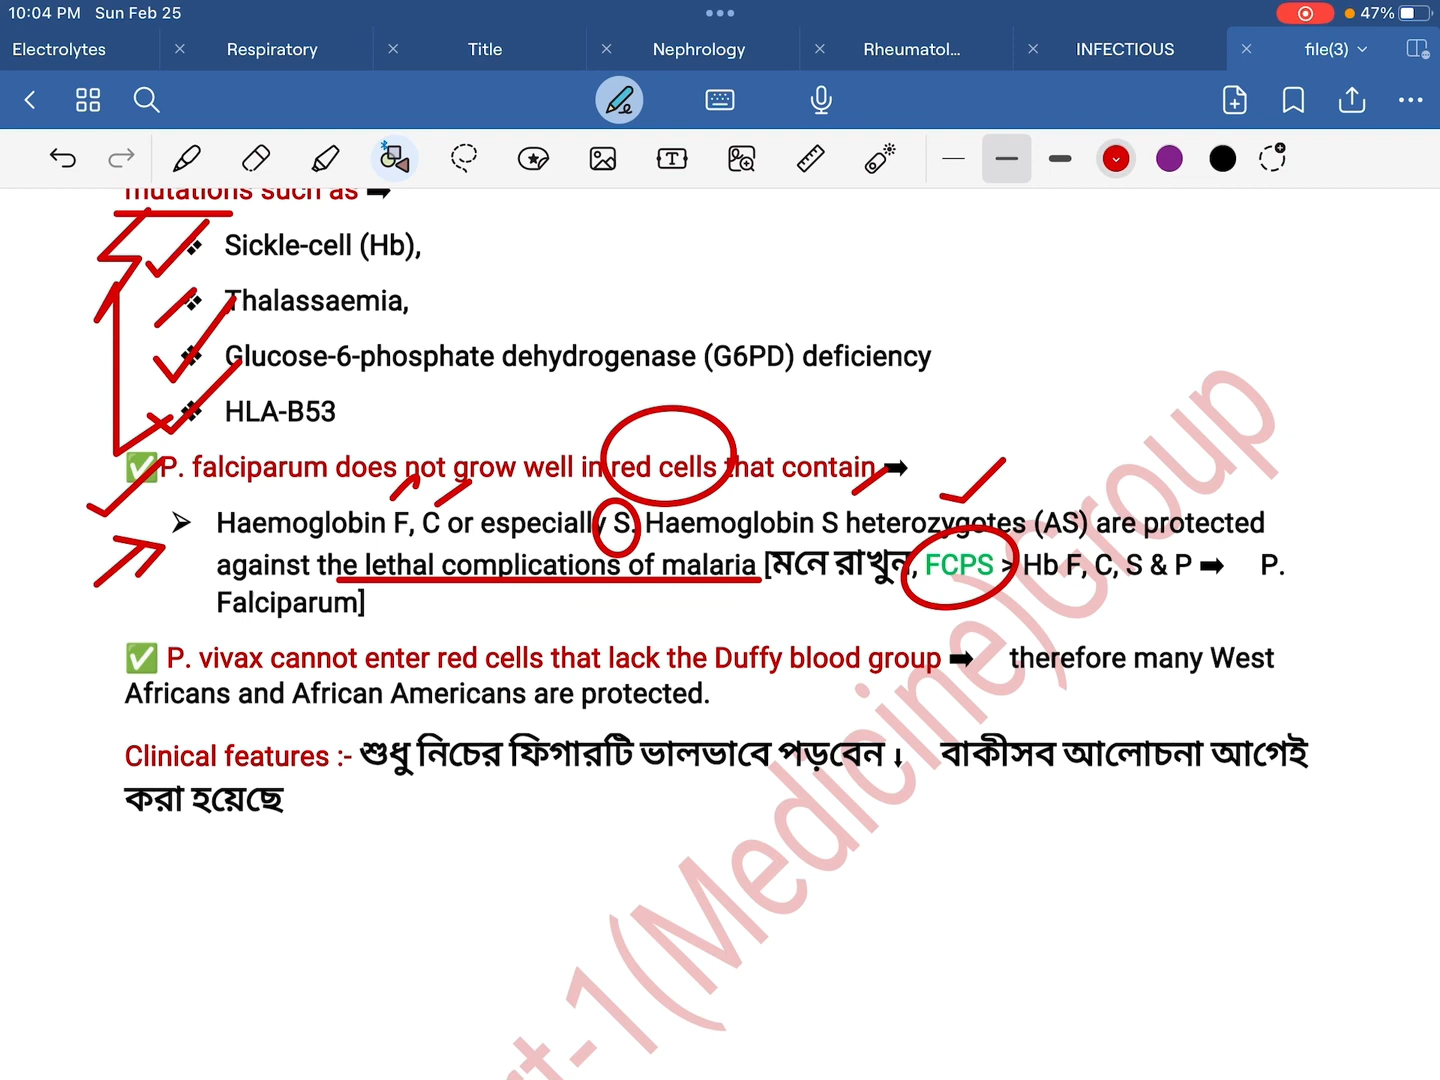 10:04 PM Sun Feb 25
47%
Electrolytes
Respiratory
Title
Nephrology
Rheumatol...
INFECTIOUS
file(3)
mutations such as ➡
❖ Sickle-cell (Hb),
❖ Thalassaemia,
❖ Glucose-6-phosphate dehydrogenase (G6PD) deficiency
❖ HLA-B53
✅P. falciparum does not grow well in red cells that contain ➡
➢ Haemoglobin F, C or especially S. Haemoglobin S heterozygotes (AS) are protected
against the lethal complications of malaria [মনে রাখুন, FCPS > Hb F, C, S & P ➡ P.
Falciparum]
✅ P. vivax cannot enter red cells that lack the Duffy blood group ➡ therefore many West
Africans and African Americans are protected.
Clinical features :- শুধু নিচের ফিগারটি ভালভাবে পড়বেন ↓ বাকীসব আলোচনা আগেই
করা হয়েছে
rt-1(Medicine)Group